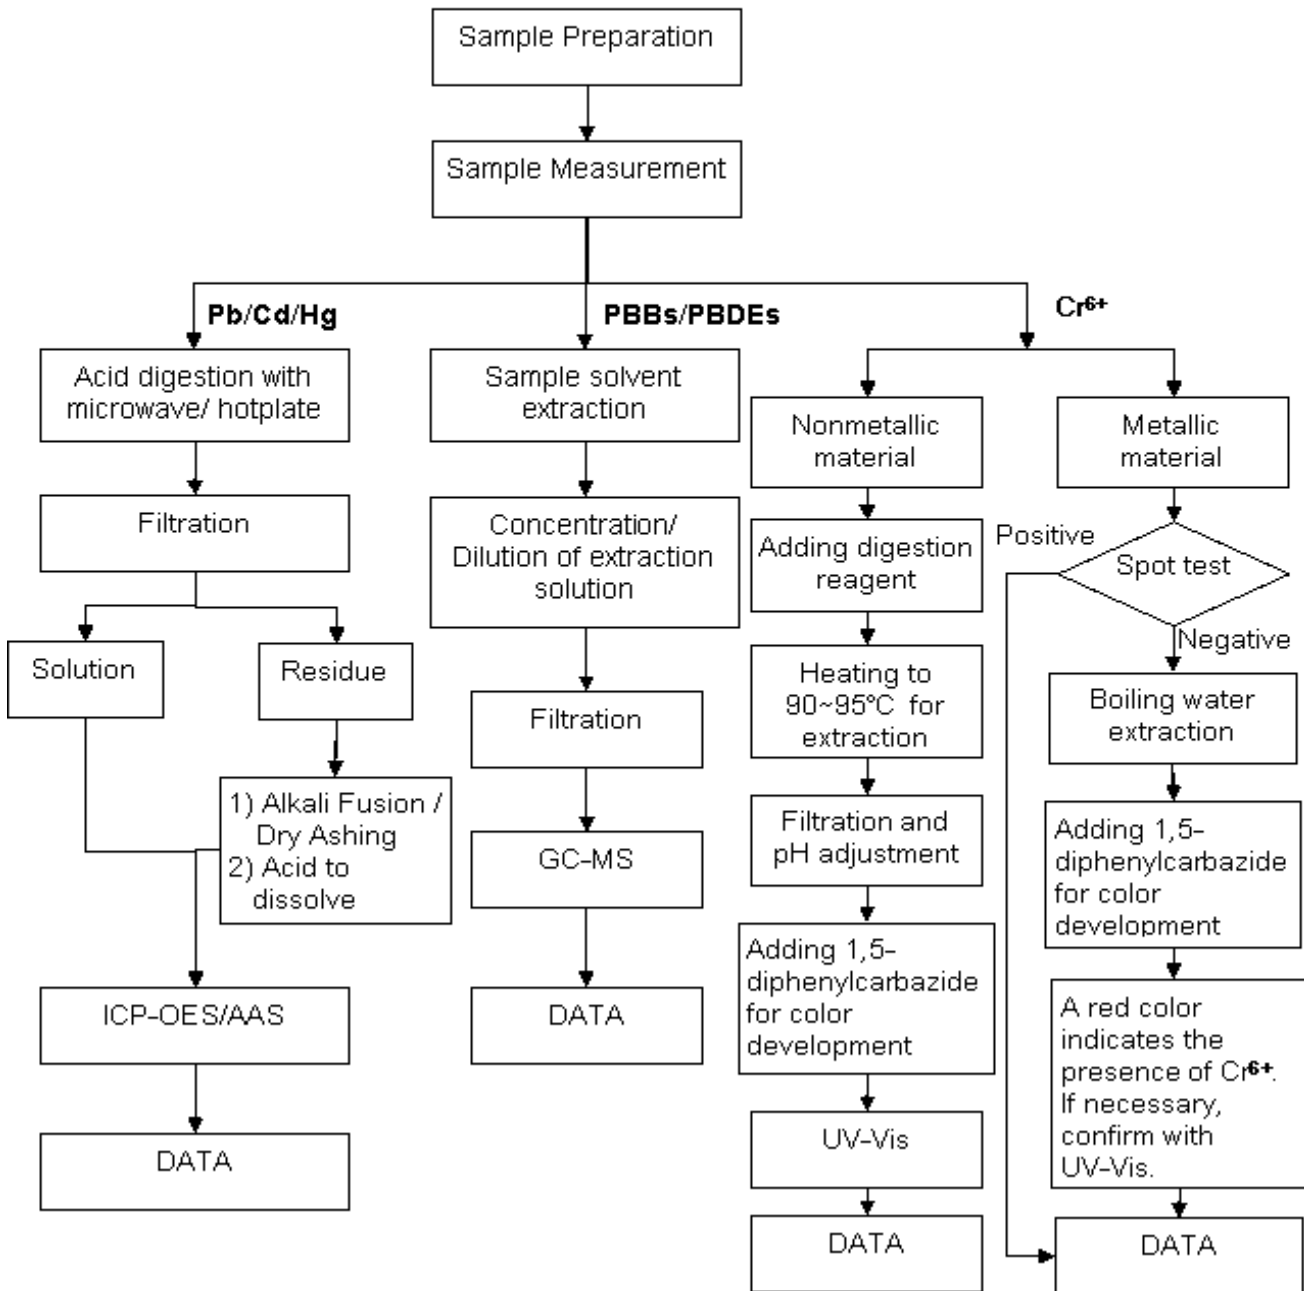 Sample Preparation
Sample Measurement
Pb/Cd/Hg
PBBs/PBDEs
Cr⁶⁺
Acid digestion with
microwave/ hotplate
Filtration
Solution
Residue
1) Alkali Fusion /
Dry Ashing
2) Acid to
dissolve
ICP-OES/AAS
DATA
Sample solvent
extraction
Concentration/
Dilution of extraction
solution
Filtration
GC-MS
DATA
Nonmetallic
material
Adding digestion
reagent
Heating to
90~95°C for
extraction
Filtration and
pH adjustment
Adding 1,5-
diphenylcarbazide
for color
development
UV-Vis
DATA
Metallic
material
Positive
Spot test
Negative
Boiling water
extraction
Adding 1,5-
diphenylcarbazide
for color
development
A red color
indicates the
presence of Cr⁶⁺.
If necessary,
confirm with
UV-Vis.
DATA